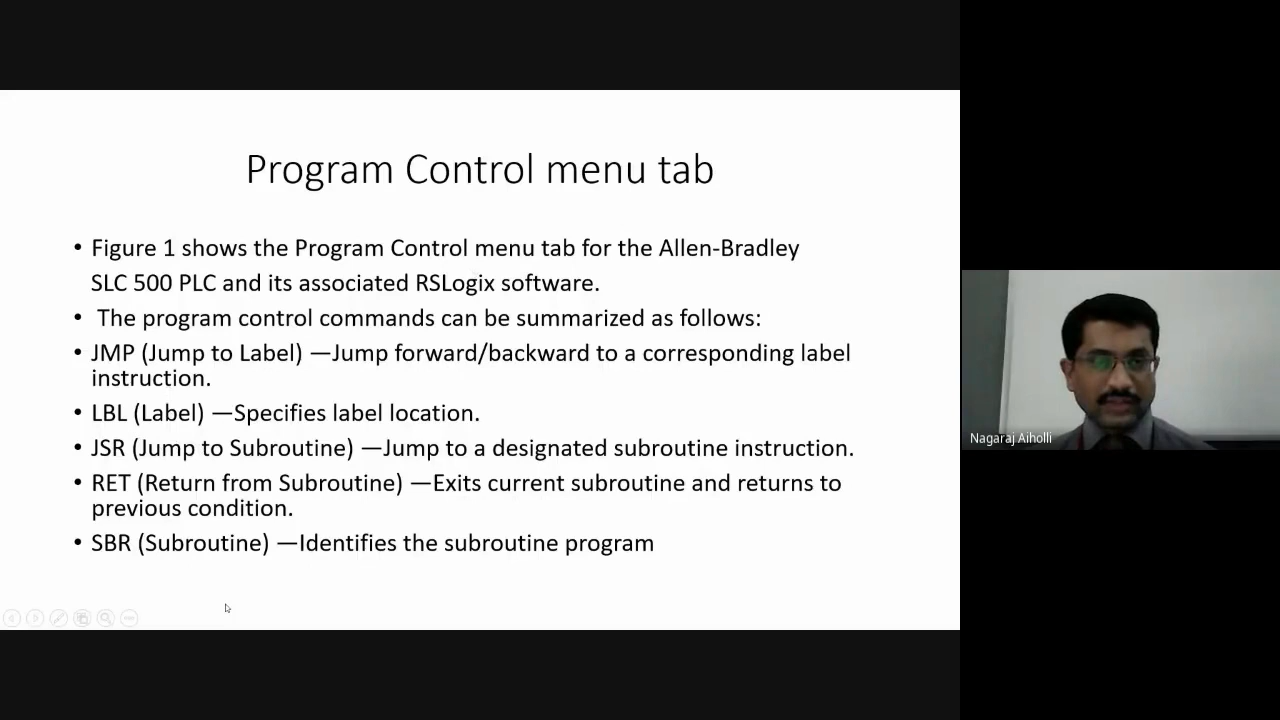 Program Control menu tab
• Figure 1 shows the Program Control menu tab for the Allen-Bradley
SLC 500 PLC and its associated RSLogix software.
• The program control commands can be summarized as follows:
• JMP (Jump to Label) —Jump forward/backward to a corresponding label
instruction.
• LBL (Label) —Specifies label location.
• JSR (Jump to Subroutine) —Jump to a designated subroutine instruction.
• RET (Return from Subroutine) —Exits current subroutine and returns to
previous condition.
• SBR (Subroutine) —Identifies the subroutine program
Nagaraj Aiholli